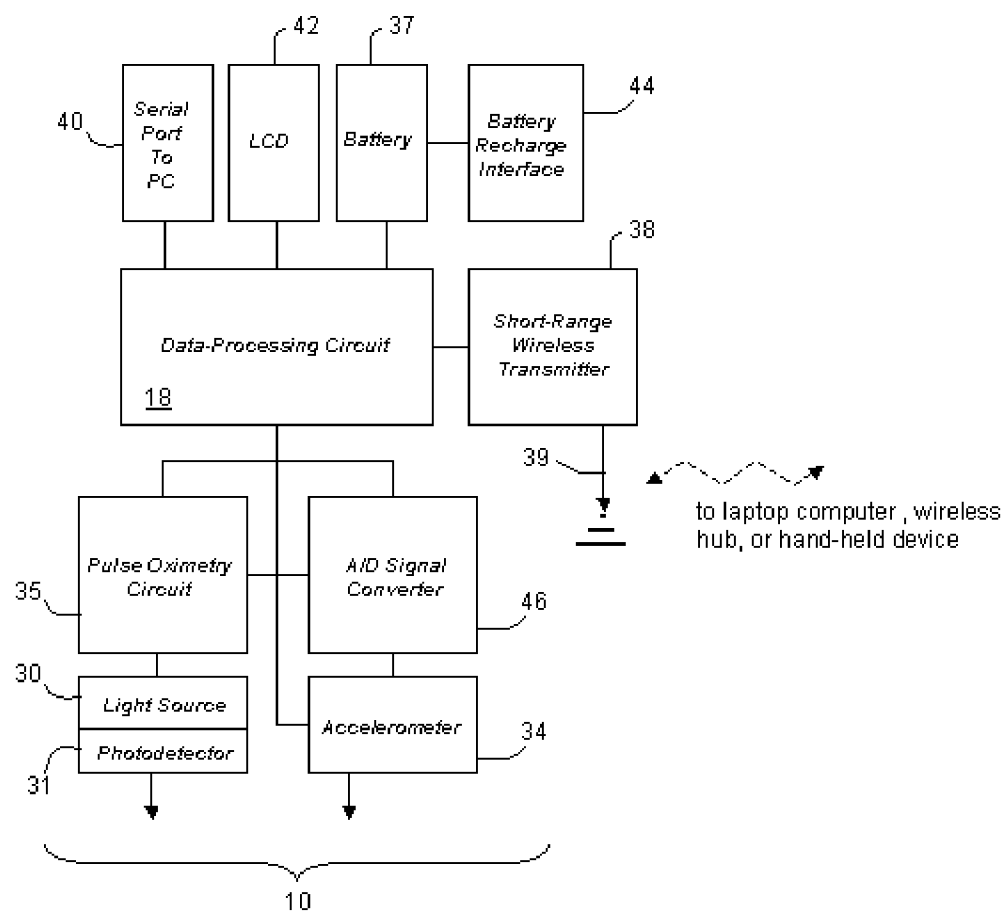 42
37
44
40
Serial
Port
To
PC
LCD
Battery
Battery
Recharge
Interface
38
Data-Processing Circuit
18
Short-Range
Wireless
Transmitter
39
to laptop computer , wireless
hub, or hand-held device
35
Pulse Oximetry
Circuit
A/D Signal
Converter
46
30
Light Source
Photodetector
31
Accelerometer
34
10